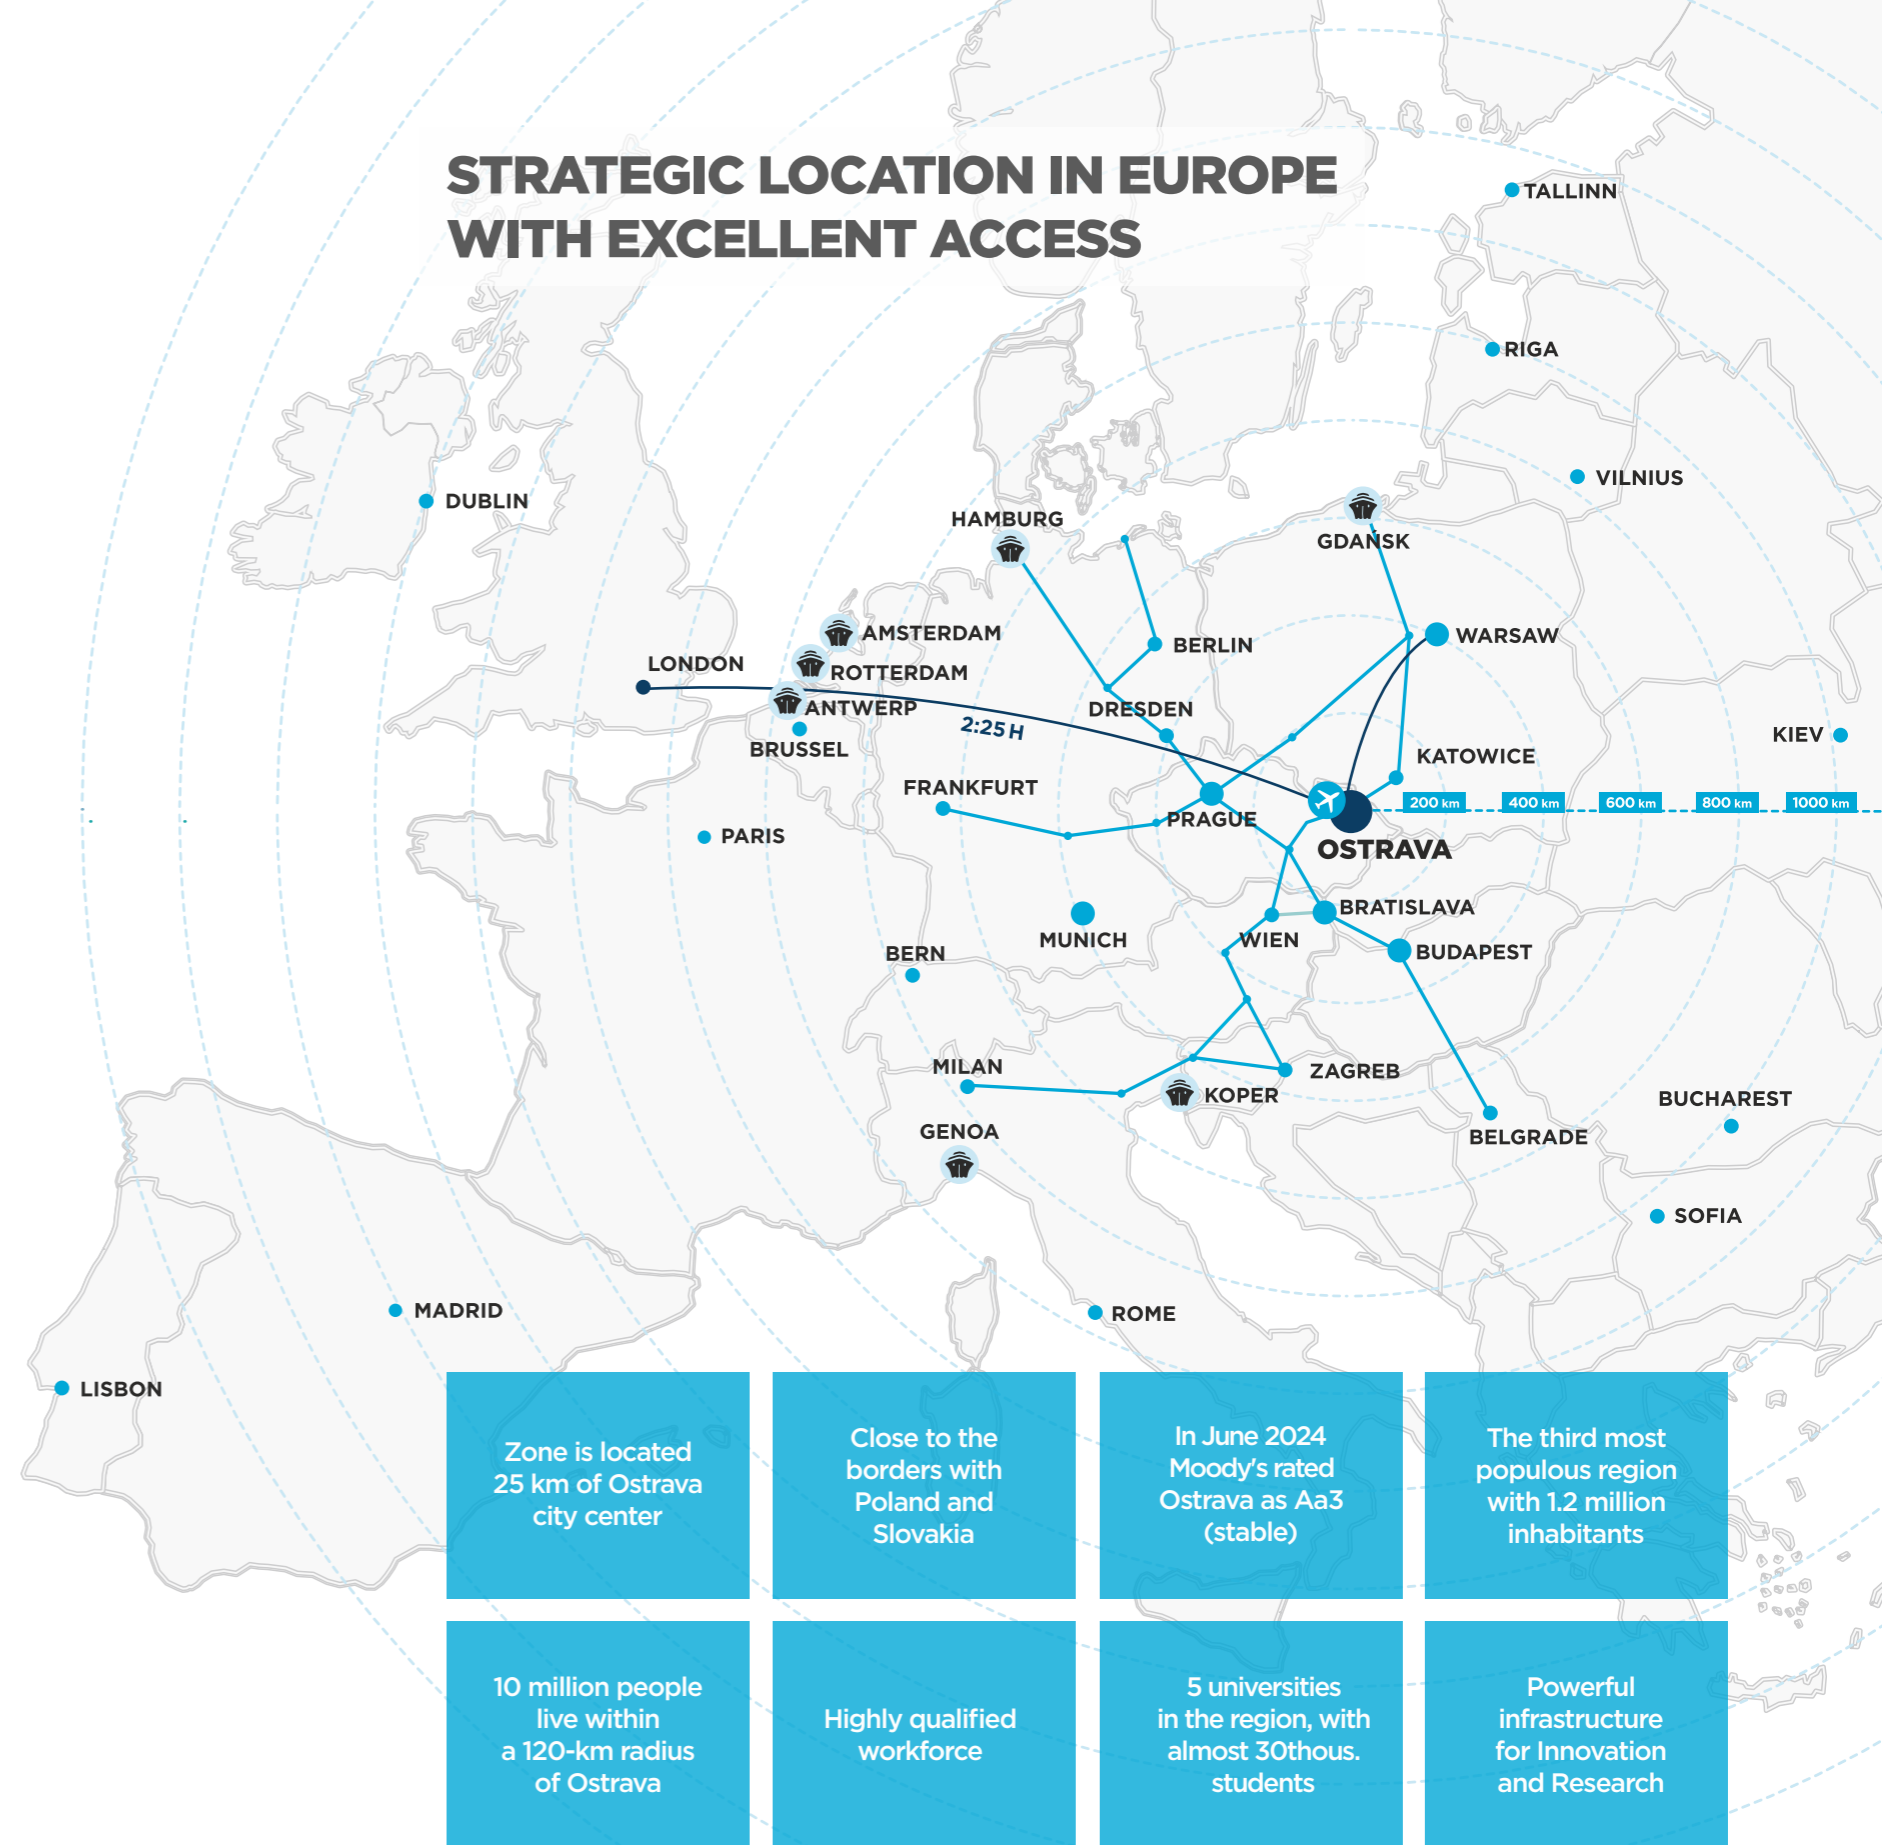 STRATEGIC LOCATION IN EUROPE
WITH EXCELLENT ACCESS
TALLINN
RIGA
VILNIUS
DUBLIN
HAMBURG
GDAŃSK
AMSTERDAM
WARSAW
BERLIN
LONDON
ROTTERDAM
ANTWERP
DRESDEN
2:25 H
KIEV
BRUSSEL
KATOWICE
FRANKFURT
200 km
400 km
600 km
800 km
1000 km
PRAGUE
PARIS
OSTRAVA
BRATISLAVA
MUNICH
WIEN
BERN
BUDAPEST
MILAN
ZAGREB
KOPER
BUCHAREST
GENOA
BELGRADE
SOFIA
MADRID
ROME
LISBON
Zone is located
25 km of Ostrava
city center
Close to the
borders with
Poland and
Slovakia
In June 2024
Moody's rated
Ostrava as Aa3
(stable)
The third most
populous region
with 1.2 million
inhabitants
10 million people
live within
a 120-km radius
of Ostrava
Highly qualified
workforce
5 universities
in the region, with
almost 30thous.
students
Powerful
infrastructure
for Innovation
and Research